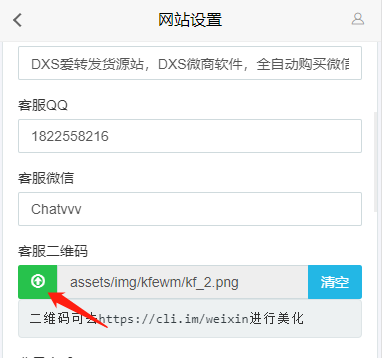 网站设置
DXS爱转发货源站，DXS微商软件，全自动购买微信
客服QQ
1822558216
客服微信
Chatvvv
客服二维码
assets/img/kfewm/kf_2.png 清空
二维码可去https://cli.im/weixin进行美化